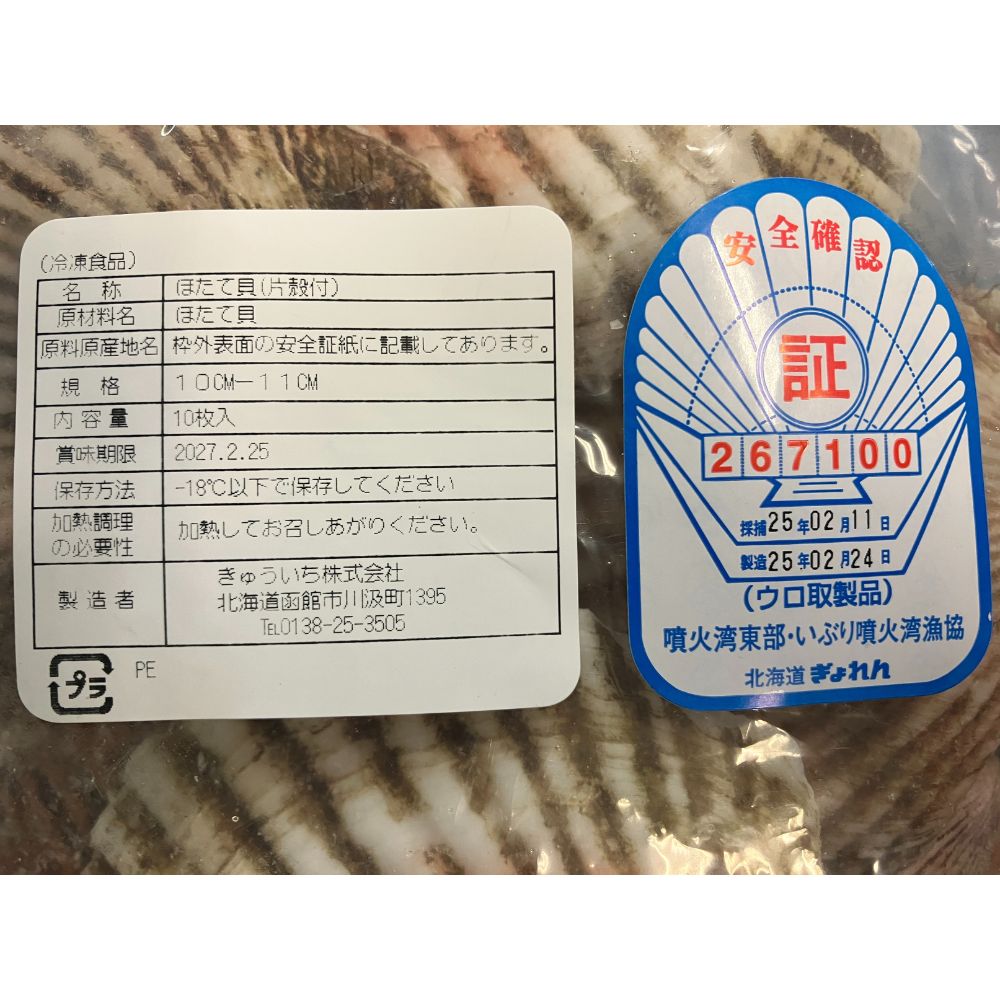 (冷凍食品)
名称 ほたて貝(片殻付)
原材料名 ほたて貝
原料原産地名 枠外表面の安全証紙に記載してあります。
規格 10CM-11CM
内容量 10枚入
賞味期限 2027.2.25
保存方法 -18℃以下で保存してください
加熱調理の必要性 加熱してお召しあがりください。
製造者 きゅういち株式会社
北海道函館市川汲町1395
℡0138-25-3505
プラ PE
安全確認
証
267100
採捕25年02月11日
製造25年02月24日
(ウロ取製品)
噴火湾東部・いぶり噴火湾漁協
北海道ぎょれん